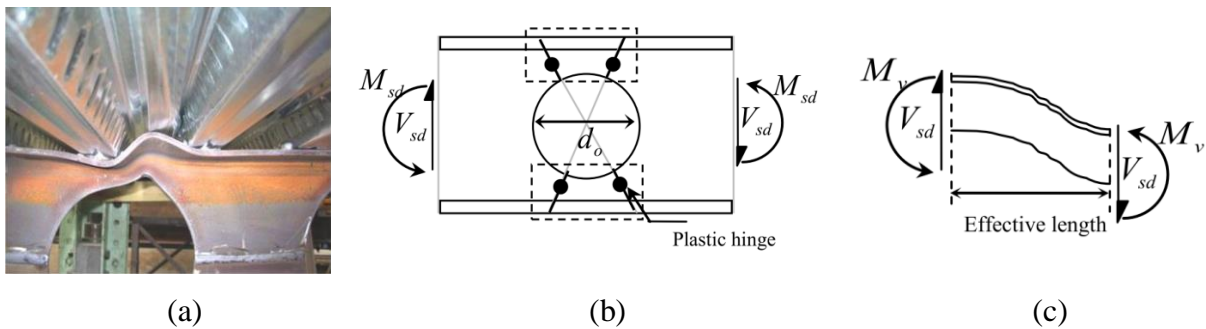 M_sd
V_sd
d_o
M_sd
V_sd
Plastic hinge
M_v
V_sd
M_v
V_sd
Effective length
(a) (b) (c)